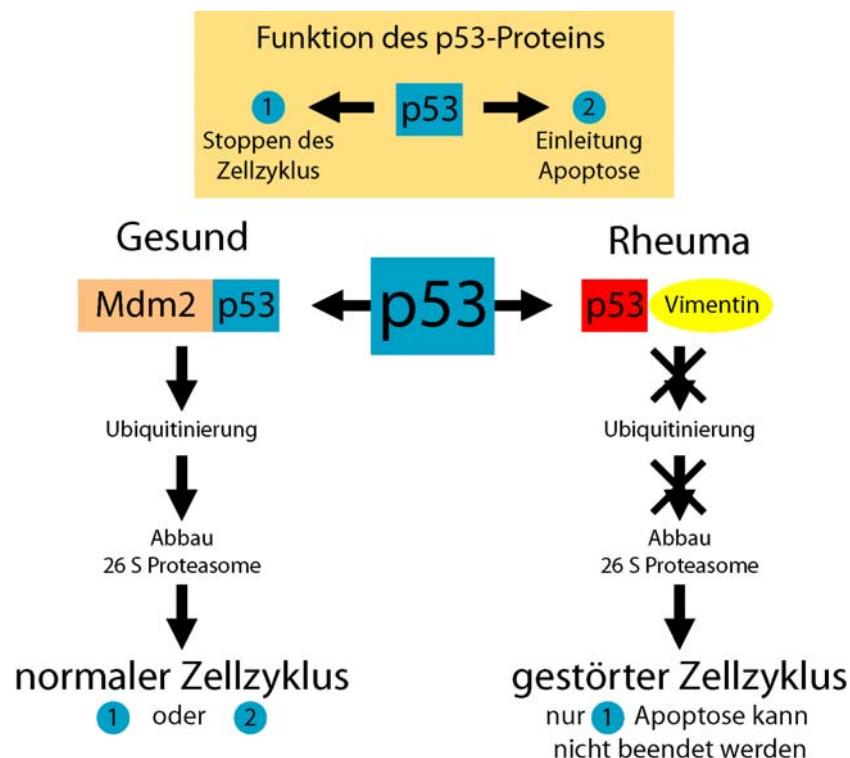 Funktion des p53-Proteins
1 p53 2
Stoppen des Zellzyklus
Einleitung Apoptose
Gesund
Mdm2 p53
p53
Rheuma
p53 Vimentin
Ubiquitinierung
Abbau
26 S Proteasome
normaler Zellzyklus
1 oder 2
Ubiquitinierung
Abbau
26 S Proteasome
gestörter Zellzyklus
nur 1 Apoptose kann
nicht beendet werden